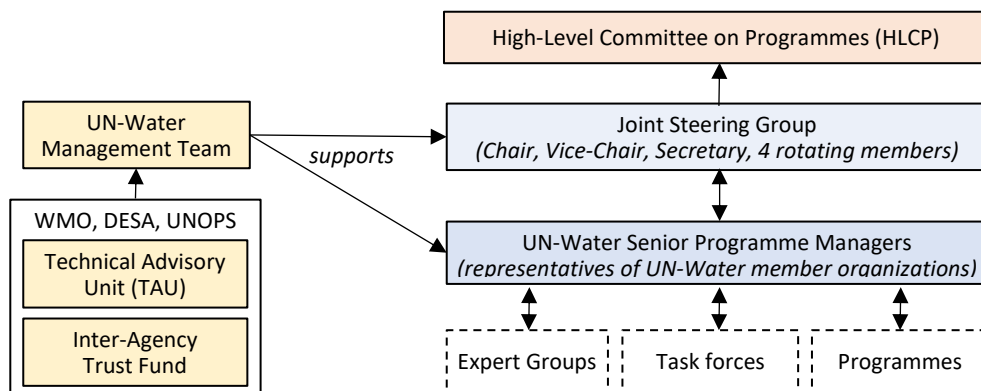 High-Level Committee on Programmes (HLCP)
UN-Water
Management Team
supports
Joint Steering Group
(Chair, Vice-Chair, Secretary, 4 rotating members)
WMO, DESA, UNOPS
Technical Advisory
Unit (TAU)
Inter-Agency
Trust Fund
UN-Water Senior Programme Managers
(representatives of UN-Water member organizations)
Expert Groups
Task forces
Programmes